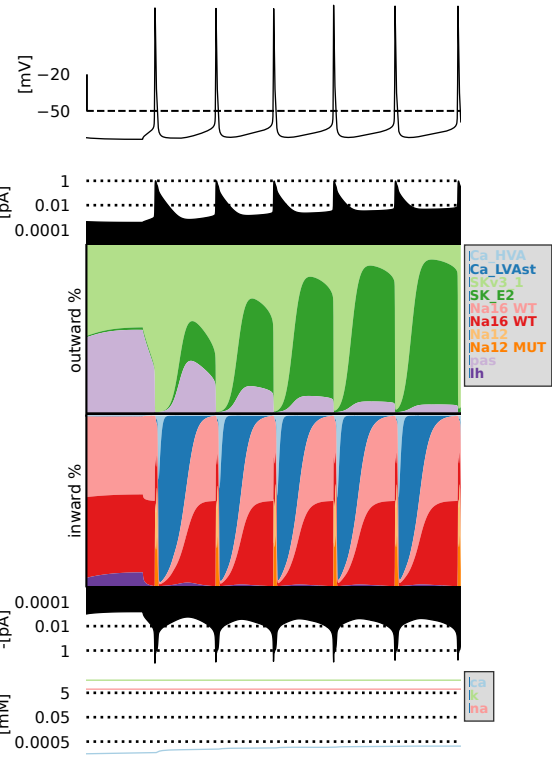 [mV]
−20
−50
[pA]
1
0.01
0.0001
outward %
Ca_HVA
Ca_LVAst
SKv3_1
SK_E2
Na16 WT
Na16 WT
Na12
Na12 MUT
pas
Ih
inward %
-[pA]
0.0001
0.01
1
[mM]
5
0.05
0.0005
ca
k
na